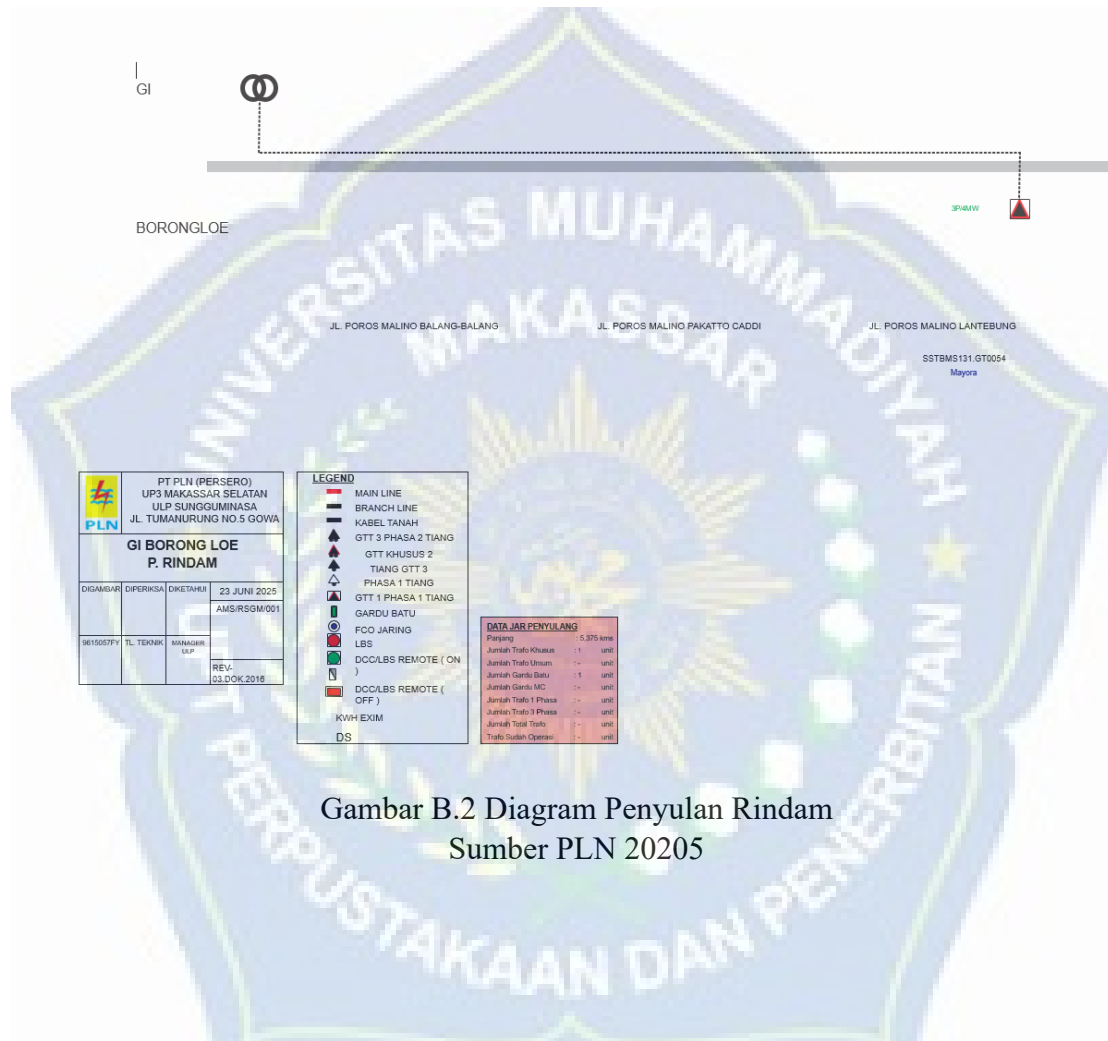 GI
BORONGLOE
3P/4MW
JL. POROS MALINO BALANG-BALANG
JL. POROS MALINO PAKATTO CADDI
JL. POROS MALINO LANTEBUNG
SSTBMS131.GT0054
Mayora
PLN
PT PLN (PERSERO)
UP3 MAKASSAR SELATAN
ULP SUNGGUMINASA
JL. TUMANURUNG NO.5 GOWA
GI BORONG LOE
P. RINDAM
DIGAMBAR DIPERIKSA DIKETAHUI 23 JUNI 2025
AMS/RSGM/001
9615057FY TL. TEKNIK MANAGER
ULP
REV-
03.DOK.2016
LEGEND
MAIN LINE
BRANCH LINE
KABEL TANAH
GTT 3 PHASA 2 TIANG
GTT KHUSUS 2
TIANG GTT 3
PHASA 1 TIANG
GTT 1 PHASA 1 TIANG
GARDU BATU
FCO JARING
LBS
DCC/LBS REMOTE ( ON
)
DCC/LBS REMOTE (
OFF )
KWH EXIM
DS
DATA JAR PENYULANG
Panjang : 5,375 kms
Jumlah Trafo Khusus : 1 unit
Jumlah Trafo Umum : - unit
Jumlah Gardu Batu : 1 unit
Jumlah Gardu MC : - unit
Jumlah Trafo 1 Phasa : - unit
Jumlah Trafo 3 Phasa : - unit
Jumlah Total Trafo : - unit
Trafo Sudah Operasi : - unit
Gambar B.2 Diagram Penyulan Rindam
Sumber PLN 20205
UNIVERSITAS MUHAMMADIYAH
MAKASSAR
UPT PERPUSTAKAAN DAN PENERBITAN